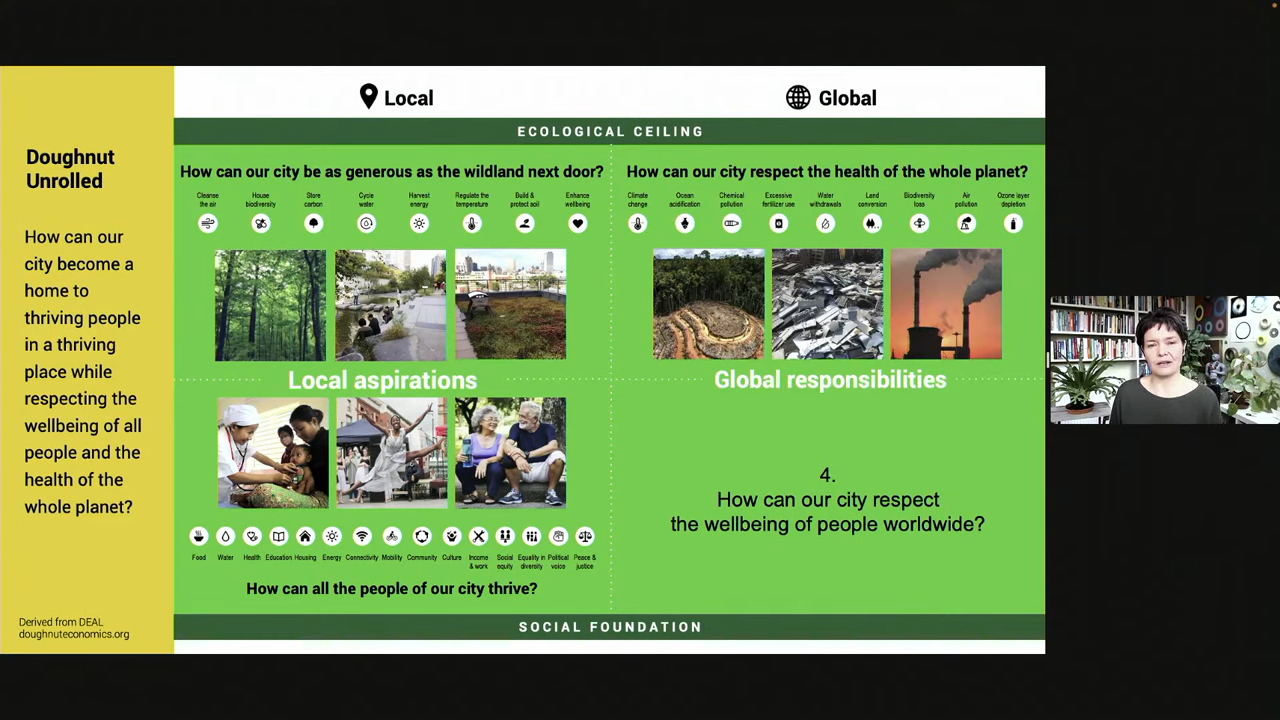 Doughnut
Unrolled
How can our
city become a
home to
thriving people
in a thriving
place while
respecting the
wellbeing of all
people and the
health of the
whole planet?
Derived from DEAL
doughnuteconomics.org
Local
Global
ECOLOGICAL CEILING
How can our city be as generous as the wildland next door?
Cleanse
the air
House
biodiversity
Store
carbon
Cycle
water
Harvest
energy
Regulate the
temperature
Build &
protect soil
Enhance
wellbeing
How can our city respect the health of the whole planet?
Climate
change
Ocean
acidification
Chemical
pollution
Excessive
fertilizer use
Water
withdrawals
Land
conversion
Biodiversity
loss
Air
pollution
Ozone layer
depletion
Local aspirations
Global responsibilities
4.
How can our city respect
the wellbeing of people worldwide?
Food
Water
Health
Education
Housing
Energy
Connectivity
Mobility
Community
Culture
Income
& work
Social
equity
Equality in
diversity
Political
voice
Peace &
justice
How can all the people of our city thrive?
SOCIAL FOUNDATION